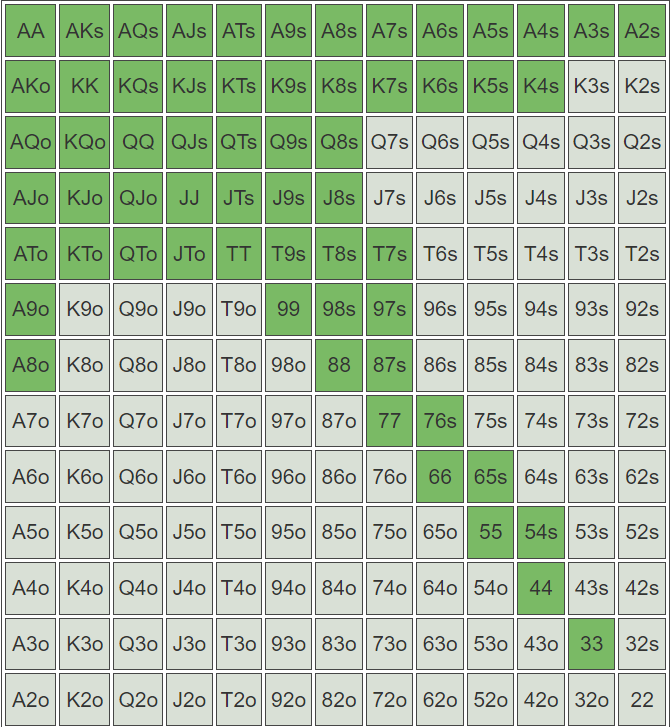 AA AKs AQs AJs ATs A9s A8s A7s A6s A5s A4s A3s A2s
AKo KK KQs KJs KTs K9s K8s K7s K6s K5s K4s K3s K2s
AQo KQo QQ QJs QTs Q9s Q8s Q7s Q6s Q5s Q4s Q3s Q2s
AJo KJo QJo JJ JTs J9s J8s J7s J6s J5s J4s J3s J2s
ATo KTo QTo JTo TT T9s T8s T7s T6s T5s T4s T3s T2s
A9o K9o Q9o J9o T9o 99 98s 97s 96s 95s 94s 93s 92s
A8o K8o Q8o J8o T8o 98o 88 87s 86s 85s 84s 83s 82s
A7o K7o Q7o J7o T7o 97o 87o 77 76s 75s 74s 73s 72s
A6o K6o Q6o J6o T6o 96o 86o 76o 66 65s 64s 63s 62s
A5o K5o Q5o J5o T5o 95o 85o 75o 65o 55 54s 53s 52s
A4o K4o Q4o J4o T4o 94o 84o 74o 64o 54o 44 43s 42s
A3o K3o Q3o J3o T3o 93o 83o 73o 63o 53o 43o 33 32s
A2o K2o Q2o J2o T2o 92o 82o 72o 62o 52o 42o 32o 22